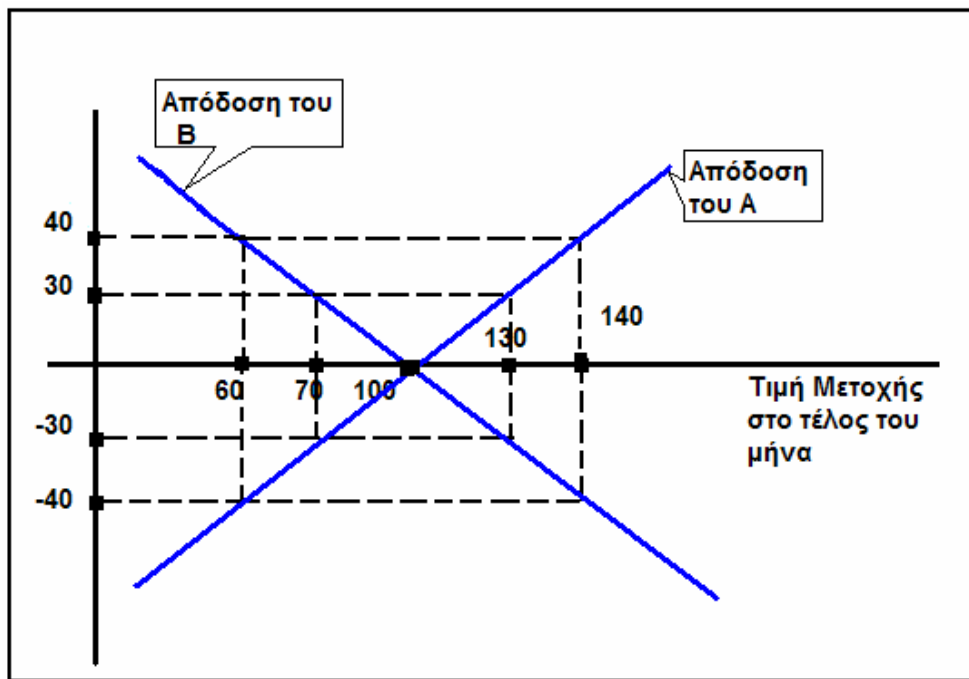 Απόδοση του
Β
Απόδοση
του Α
40
30
140
130
60
70
100
Τιμή Μετοχής
στο τέλος του
μήνα
-30
-40